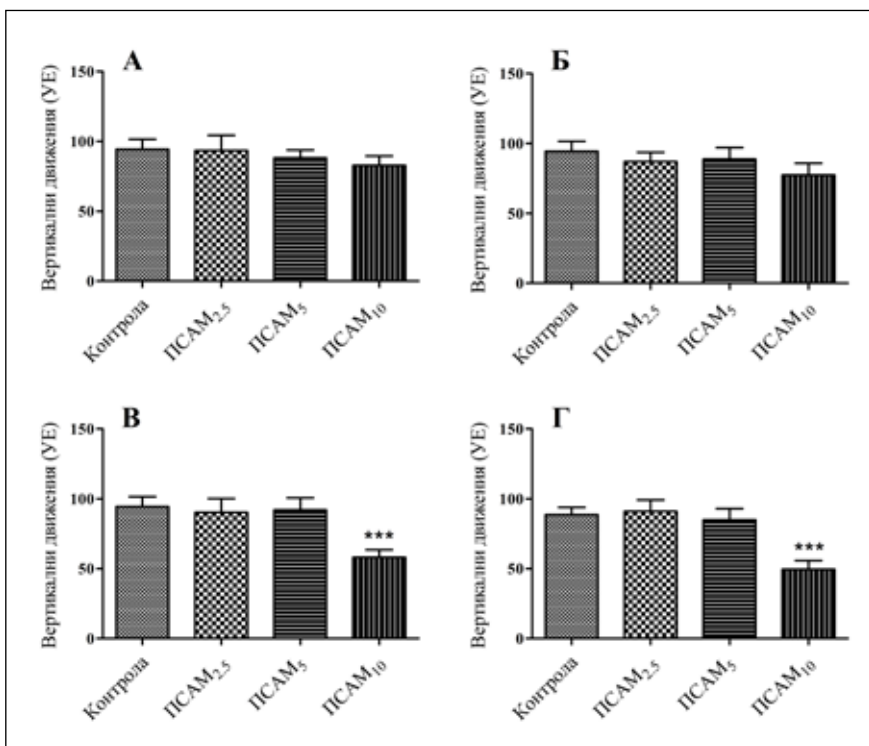 А
Вертикални движения (УЕ)
150
100
50
0
Контрола
ПСАМ2.5
ПСАМ5
ПСАМ10
Б
Вертикални движения (УЕ)
150
100
50
0
Контрола
ПСАМ2.5
ПСАМ5
ПСАМ10
В
Вертикални движения (УЕ)
150
100
50
0
***
Контрола
ПСАМ2.5
ПСАМ5
ПСАМ10
Г
Вертикални движения (УЕ)
150
100
50
0
***
Контрола
ПСАМ2.5
ПСАМ5
ПСАМ10